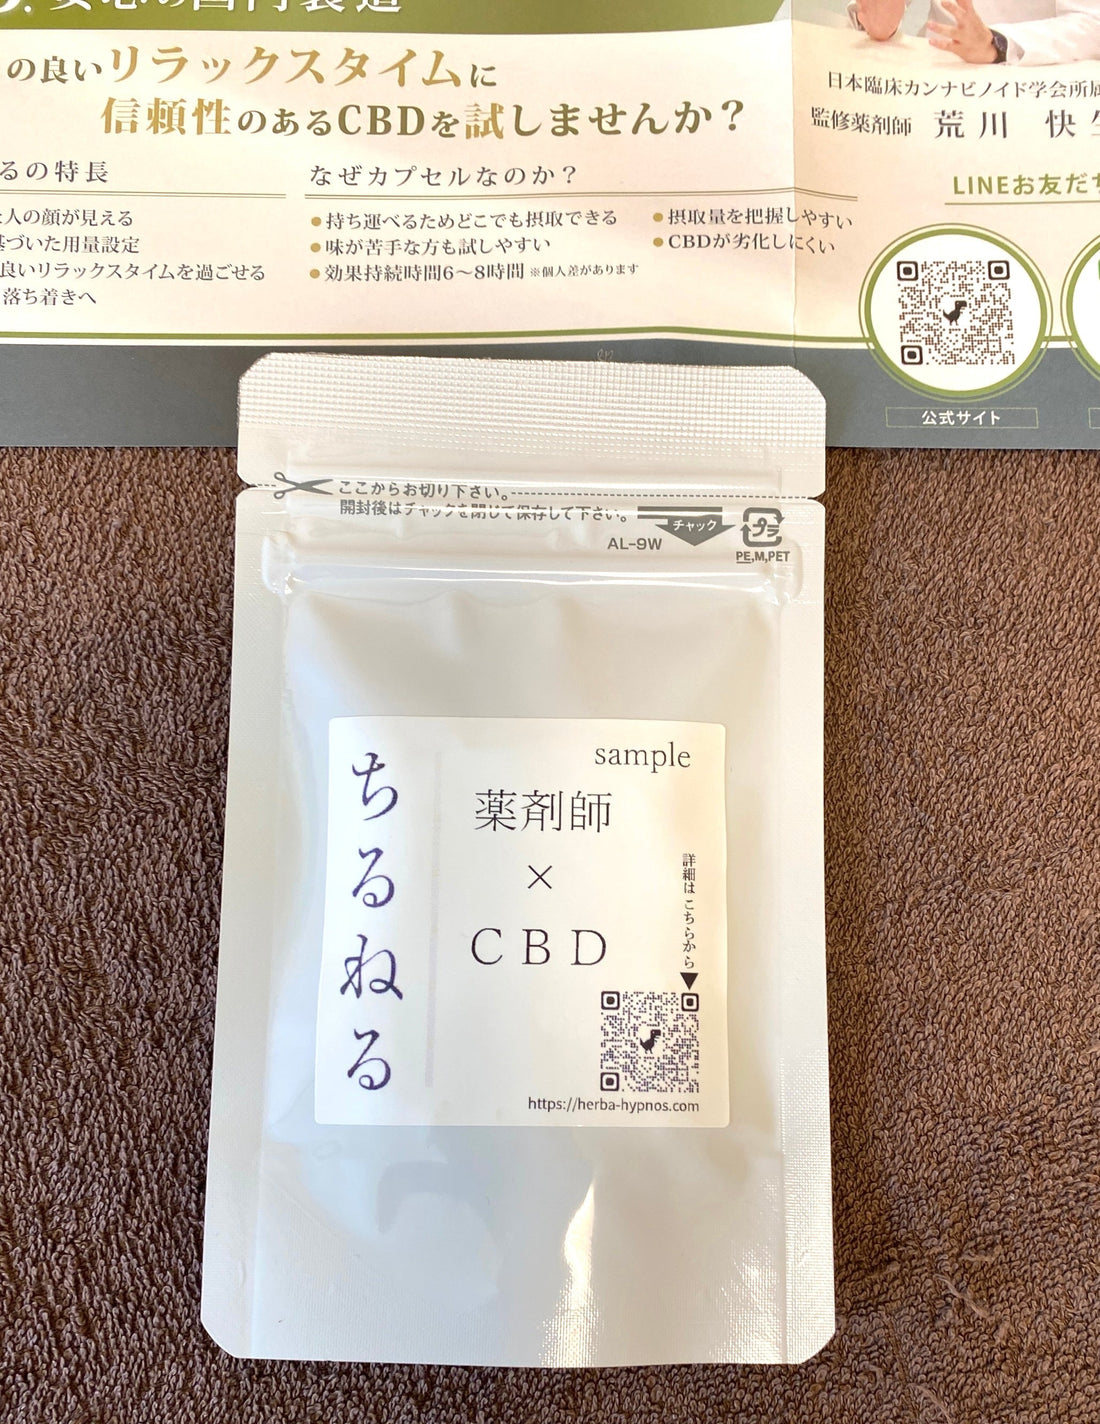 安心の国内製造
の良いリラックスタイムに
信頼性のあるCBDを試しませんか？
るの特長
人の顔が見える
づいた用量設定
良いリラックスタイムを過ごせる
落ち着きへ
なぜカプセルなのか？
●持ち運べるためどこでも摂取できる
●味が苦手な方も試しやすい
●効果持続時間6〜8時間 ※個人差があります
●摂取量を把握しやすい
●CBDが劣化しにくい
日本臨床カンナビノイド学会所属
監修薬剤師 荒川 快生
LINEお友だち
公式サイト
ここからお切り下さい。
開封後はチャックを閉じて保存して下さい。
チャック
AL-9W
プラ
PE,M,PET
sample
ちるねる
薬剤師
×
CBD
詳細はこちらから▼
https://herba-hypnos.com